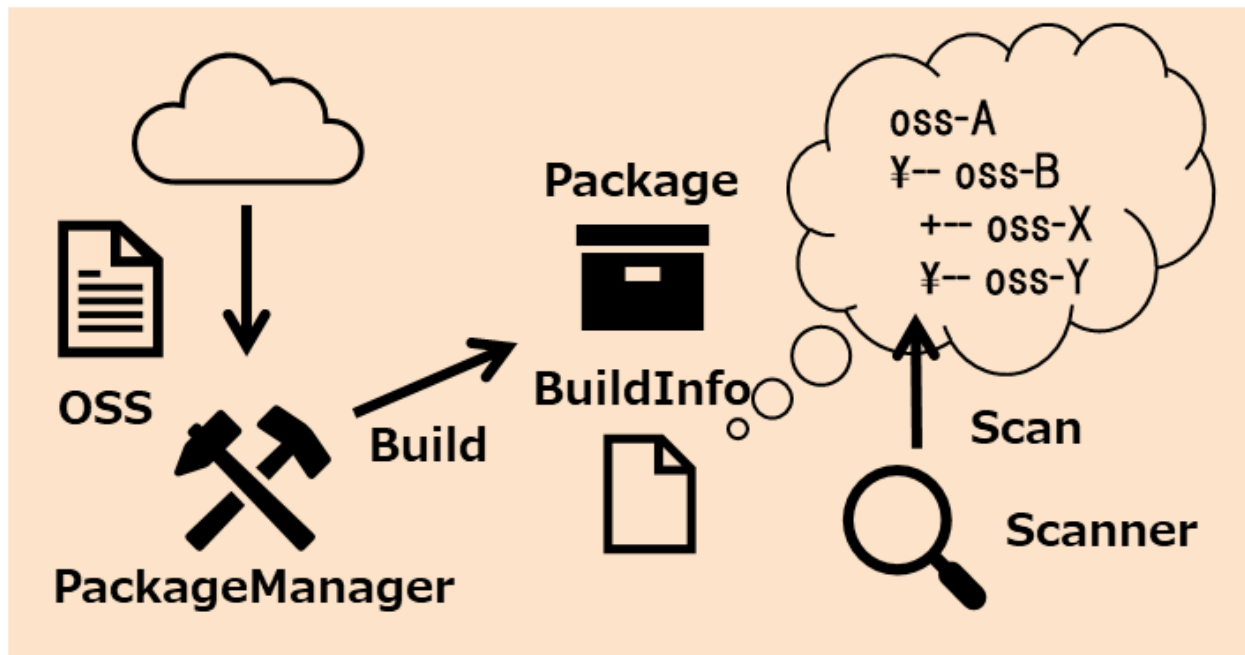 OSS
PackageManager
Build
Package
BuildInfo
oss-A
¥-- oss-B
+-- oss-X
¥-- oss-Y
Scan
Scanner